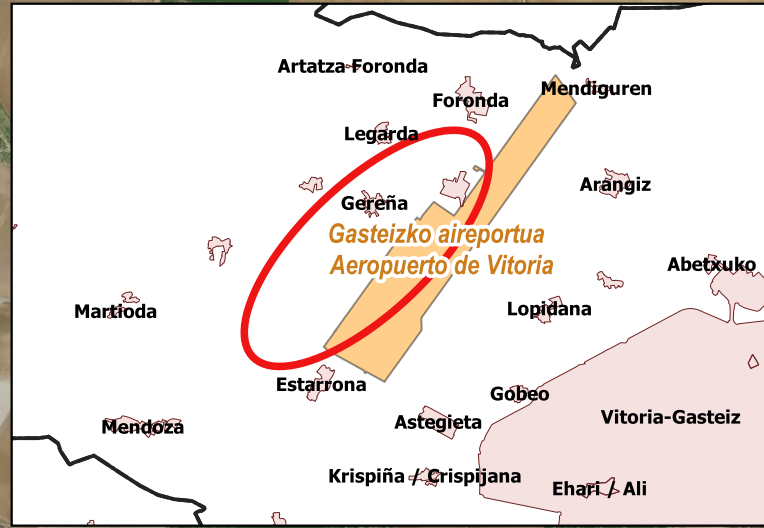 Artatza Foronda
Mendiguren
Foronda
Legarda
Arangiz
Gereña
Gasteizko aireportua
Aeropuerto de Vitoria
Abetxuko
Martioda
Lopidana
Estarrona
Gobeo
Vitoria-Gasteiz
Astegieta
Mendoza
Krispiña / Crispijana
Ehari / Ali